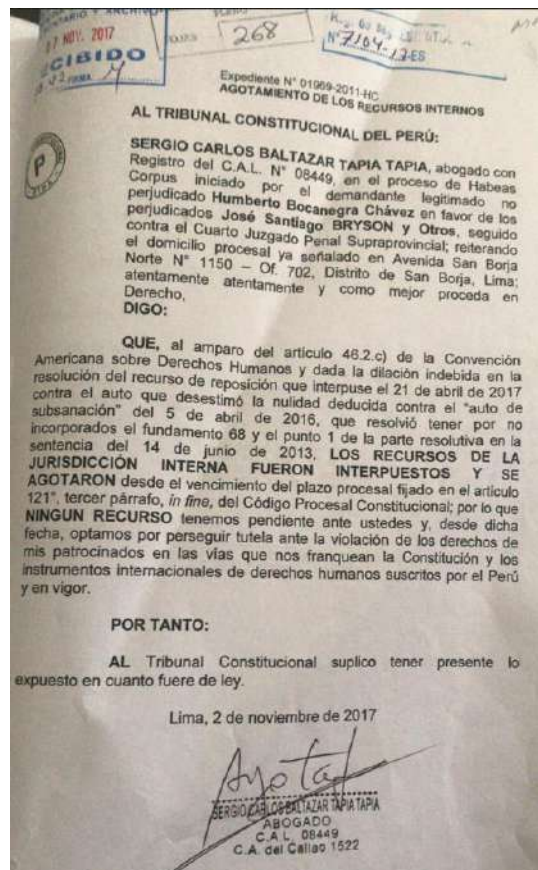 ARIO Y ARCHIVO
7 NOV. 2017
CIBIDO
FIRMA
268
N° 7104-17-ES
Expediente N° 01969-2011-HC
AGOTAMIENTO DE LOS RECURSOS INTERNOS
AL TRIBUNAL CONSTITUCIONAL DEL PERÚ:
P
SERGIO CARLOS BALTAZAR TAPIA TAPIA, abogado con
Registro del C.A.L. N° 08449, en el proceso de Habeas
Corpus iniciado por el demandante legitimado no
perjudicado Humberto Bocanegra Chávez en favor de los
perjudicados José Santiago BRYSON y Otros, seguido
contra el Cuarto Juzgado Penal Supraprovincial; reiterando
el domicilio procesal ya señalado en Avenida San Borja
Norte N° 1150 – Of. 702, Distrito de San Borja, Lima;
atentamente atentamente y como mejor proceda en
Derecho,
DIGO:
QUE, al amparo del artículo 46.2.c) de la Convención
Americana sobre Derechos Humanos y dada la dilación indebida en la
resolución del recurso de reposición que interpuse el 21 de abril de 2017
contra el auto que desestimó la nulidad deducida contra el "auto de
subsanación" del 5 de abril de 2016, que resolvió tener por no
incorporados el fundamento 68 y el punto 1 de la parte resolutiva en la
sentencia del 14 de junio de 2013, LOS RECURSOS DE LA
JURISDICCIÓN INTERNA FUERON INTERPUESTOS Y SE
AGOTARON desde el vencimiento del plazo procesal fijado en el artículo
121°, tercer párrafo, in fine, del Código Procesal Constitucional; por lo que
NINGUN RECURSO tenemos pendiente ante ustedes y, desde dicha
fecha, optamos por perseguir tutela ante la violación de los derechos de
mis patrocinados en las vías que nos franquean la Constitución y los
instrumentos internacionales de derechos humanos suscritos por el Perú
y en vigor.
POR TANTO:
AL Tribunal Constitucional suplico tener presente lo
expuesto en cuanto fuere de ley.
Lima, 2 de noviembre de 2017
SERGIO CARLOS BALTAZAR TAPIA TAPIA
ABOGADO
C.A.L. 08449
C.A. del Callao 1522